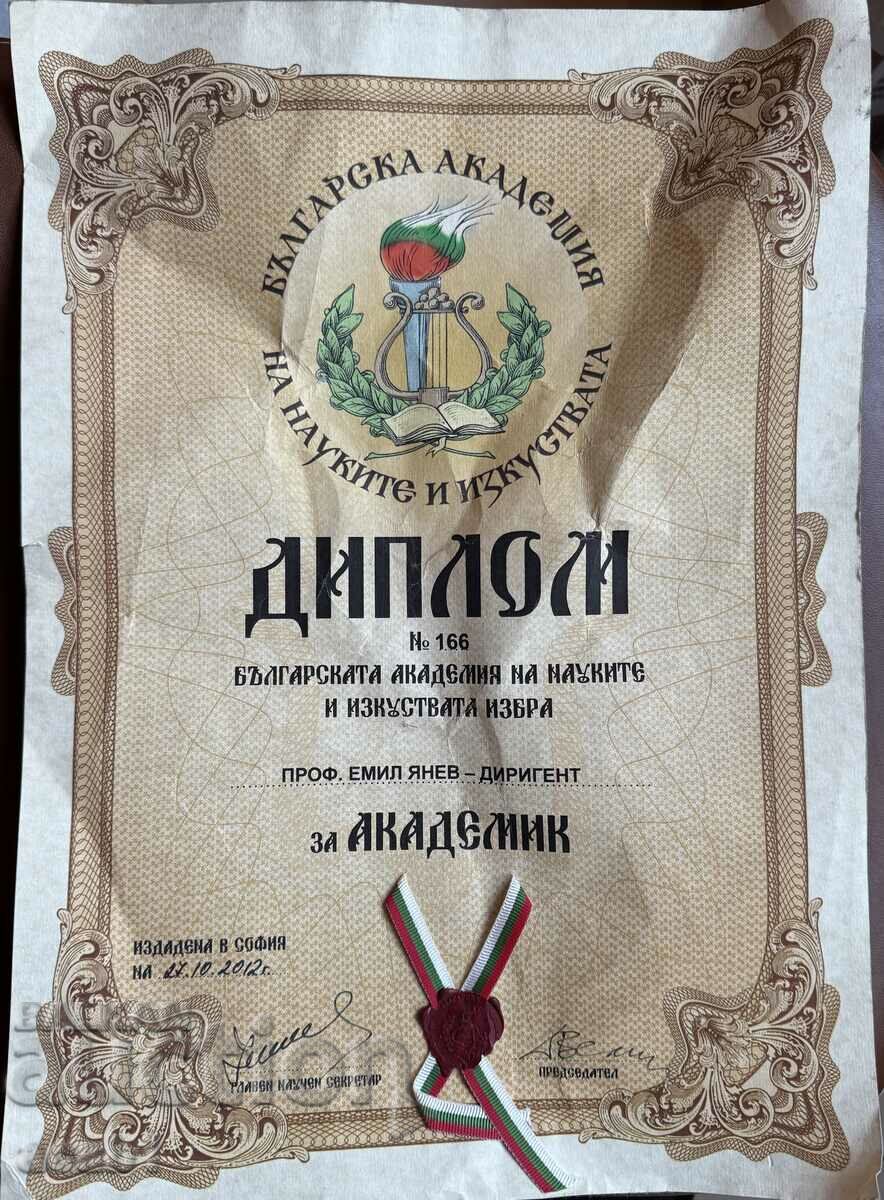 БЪЛГАРСКА АКАДЕМИЯ
НА НАУКИТЕ И ИЗКУСТВАТА
ДИПЛОМ
№ 166
БЪЛГАРСКАТА АКАДЕМИЯ НА НАУКИТЕ
И ИЗКУСТВАТА ИЗБРА
ПРОФ. ЕМИЛ ЯНЕВ – ДИРИГЕНТ
ЗА АКАДЕМИК
ИЗДАДЕНА В СОФИЯ
НА 27.10.2012г.
ГЛАВЕН НАУЧЕН СЕКРЕТАР
ПРЕДСЕДАТЕЛ